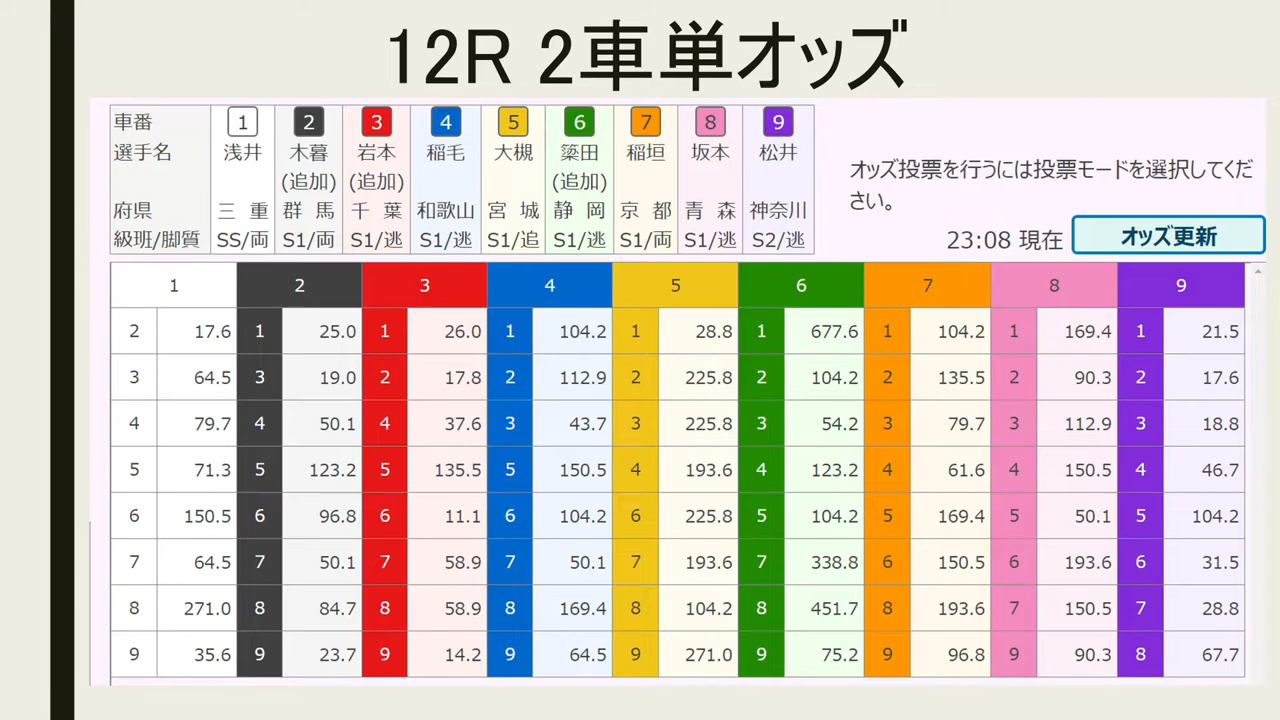 12R 2車単オッズ
車番 1 2 3 4 5 6 7 8 9
選手名 浅井 木暮 岩本 稲毛 大槻 簗田 稲垣 坂本 松井
(追加) (追加) (追加)
府県 三 重 群 馬 千 葉 和歌山 宮 城 静 岡 京 都 青 森 神奈川
級班/脚質 SS/両 S1/両 S1/逃 S1/逃 S1/追 S1/逃 S1/両 S1/逃 S2/逃
オッズ投票を行うには投票モードを選択してくだ
さい。
23:08 現在 オッズ更新
1 2 3 4 5 6 7 8 9
2 17.6 1 25.0 1 26.0 1 104.2 1 28.8 1 677.6 1 104.2 1 169.4 1 21.5
3 64.5 3 19.0 2 17.8 2 112.9 2 225.8 2 104.2 2 135.5 2 90.3 2 17.6
4 79.7 4 50.1 4 37.6 3 43.7 3 225.8 3 54.2 3 79.7 3 112.9 3 18.8
5 71.3 5 123.2 5 135.5 5 150.5 4 193.6 4 123.2 4 61.6 4 150.5 4 46.7
6 150.5 6 96.8 6 11.1 6 104.2 6 225.8 5 104.2 5 169.4 5 50.1 5 104.2
7 64.5 7 50.1 7 58.9 7 50.1 7 193.6 7 338.8 6 150.5 6 193.6 6 31.5
8 271.0 8 84.7 8 58.9 8 169.4 8 104.2 8 451.7 8 193.6 7 150.5 7 28.8
9 35.6 9 23.7 9 14.2 9 64.5 9 271.0 9 75.2 9 96.8 9 90.3 8 67.7